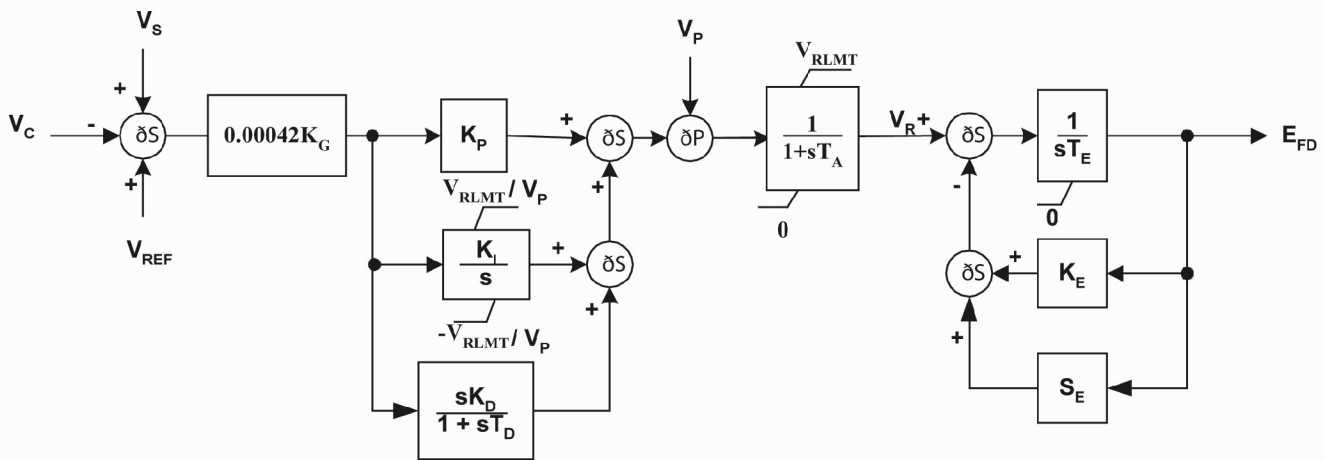 V_S
+
V_C
-
ðS
+
V_REF
0.00042K_G
K_P
+
ðS
+
V_P
ðP
V_RLMT
1
1+sT_A
0
V_R+
ðS
-
1
sT_E
0
E_FD
V_RLMT / V_P
K_I
s
-V_RLMT / V_P
+
ðS
+
ðS
+
K_E
+
S_E
sK_D
1 + sT_D